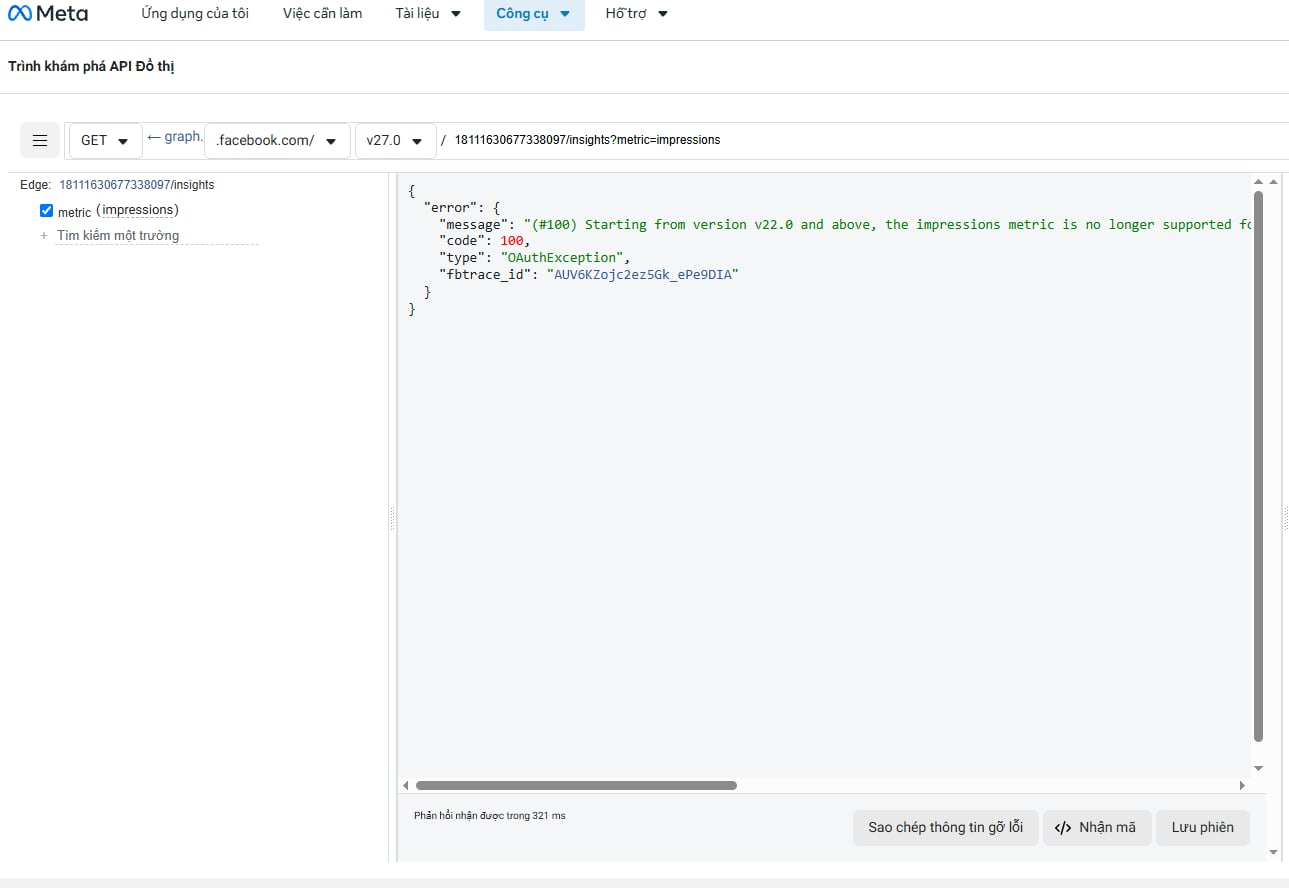 Meta Ứng dụng của tôi Việc cần làm Tài liệu Công cụ Hỗ trợ
Trình khám phá API Đồ thị
GET ← graph. .facebook.com/ v27.0 / 18111630677338097/insights?metric=impressions
Edge: 18111630677338097/insights
metric (impressions)
+ Tìm kiếm một trường
{
"error": {
"message": "(#100) Starting from version v22.0 and above, the impressions metric is no longer supported fo
"code": 100,
"type": "OAuthException",
"fbtrace_id": "AUV6KZojc2ez5Gk_ePe9DIA"
}
}
Phản hồi nhận được trong 321 ms
Sao chép thông tin gỡ lỗi </> Nhận mã Lưu phiên